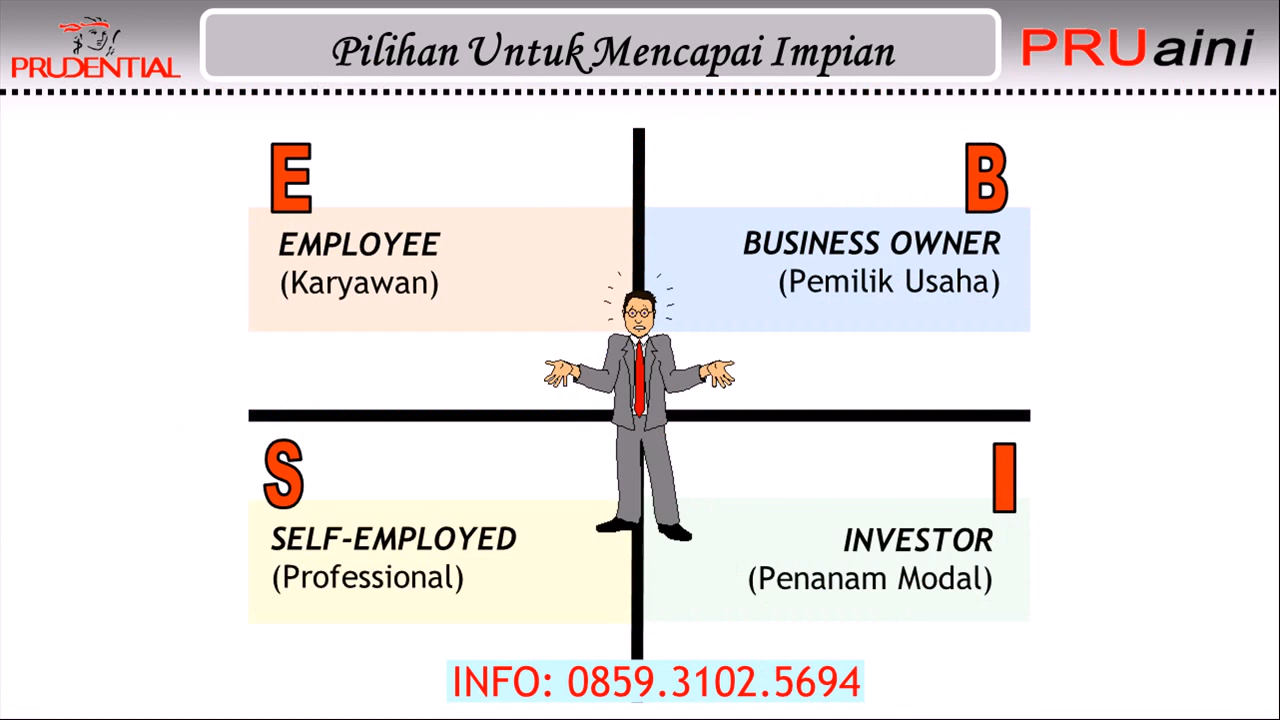 PRUDENTIAL
Pilihan Untuk Mencapai Impian
PRUaini
E
EMPLOYEE
(Karyawan)
B
BUSINESS OWNER
(Pemilik Usaha)
S
SELF-EMPLOYED
(Professional)
I
INVESTOR
(Penanam Modal)
INFO: 0859.3102.5694